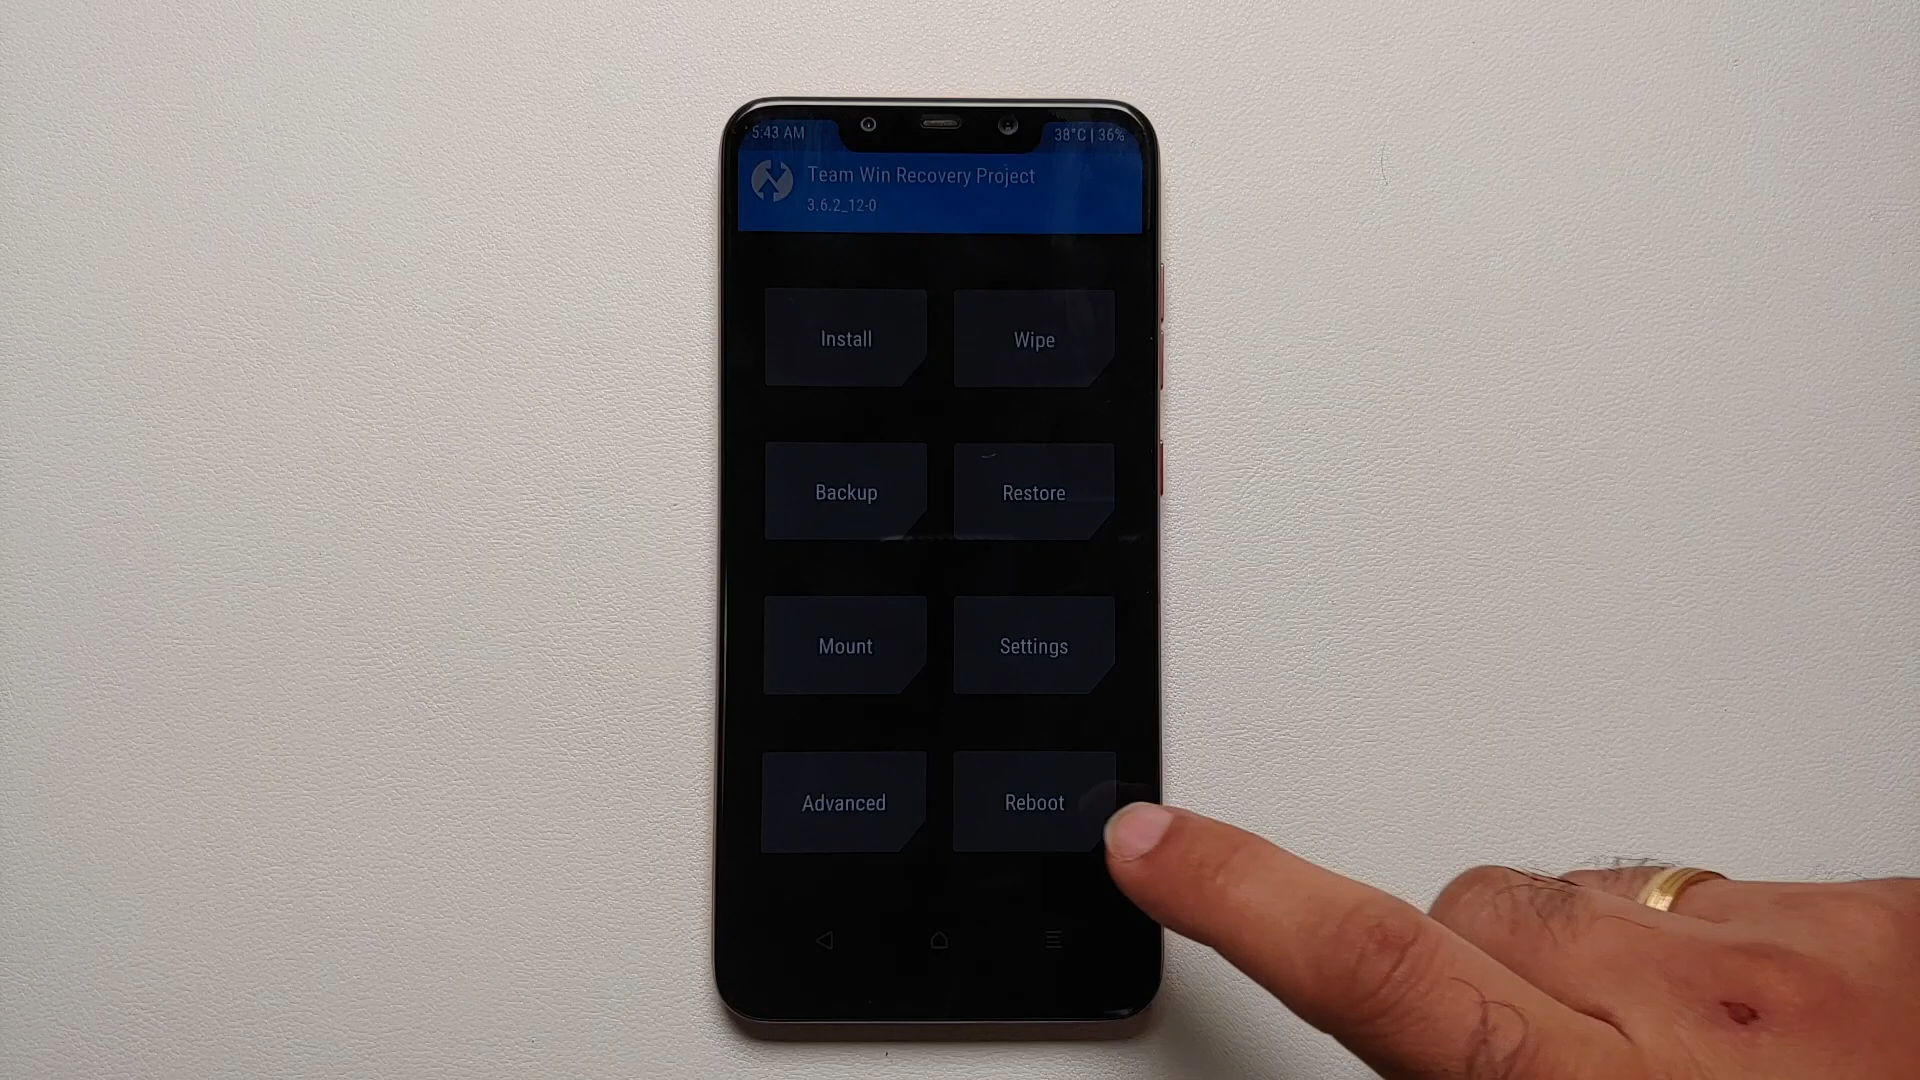 5:43 AM
38°C | 36%
Team Win Recovery Project
3.6.2_12-0
Install
Wipe
Backup
Restore
Mount
Settings
Advanced
Reboot